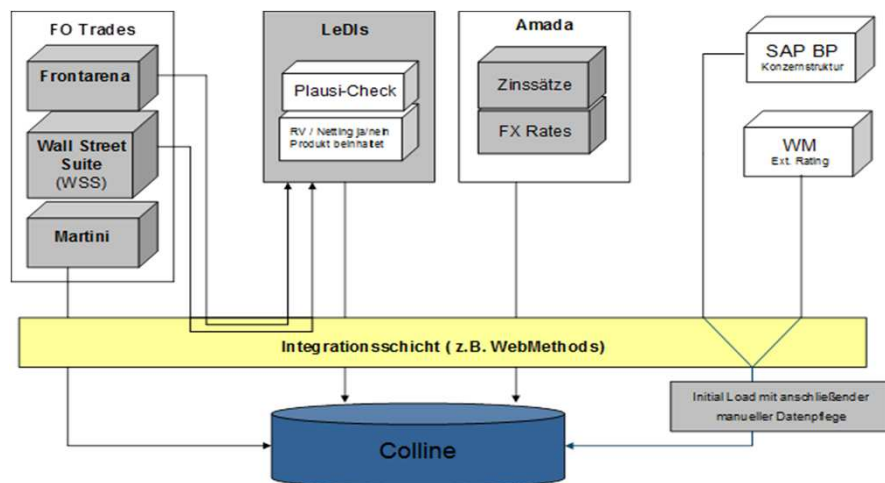 FO Trades
Frontarena
Wall Street
Suite
(WSS)
Martini
LeDIs
Plausi-Check
RV / Netting ja/nein
Produkt beinhaltet
Amada
Zinssätze
FX Rates
SAP BP
Konzernstruktur
WM
Ext. Rating
Integrationsschicht ( z.B. WebMethods)
Initial Load mit anschließender
manueller Datenpflege
Colline